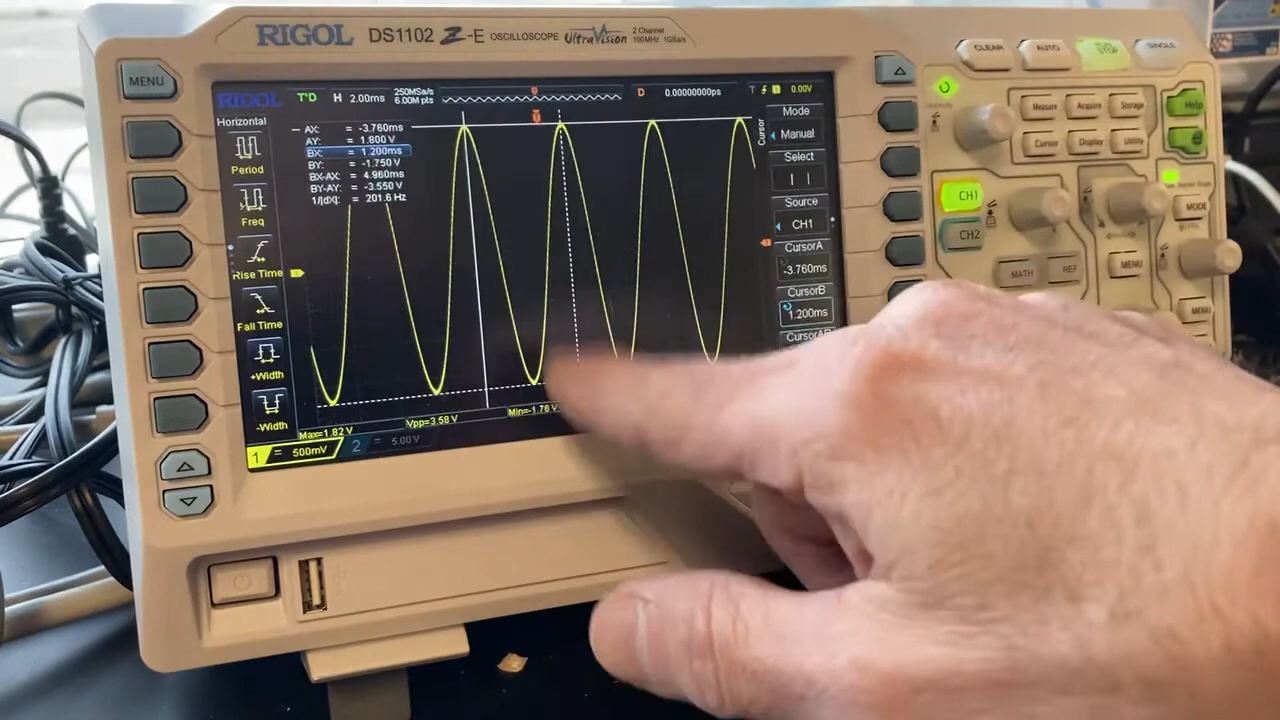 RIGOL DS1102 Z-E OSCILLOSCOPE UltraVision 2 Channel 100MHz 1GSa/s
CLEAR AUTO RUN STOP SINGLE
MENU
RIGOL T'D H 2.00ms 250MSa/s 6.00M pts D 0.00000000ps T 1 0.00V
Horizontal
Period
Freq
Rise Time
Fall Time
+Width
-Width
AX: = -3.760ms
AY: = 1.800 V
BX: = 1.200ms
BY: = -1.750 V
BX-AX: = 4.960ms
BY-AY: = -3.550 V
1/|dX|: = 201.6 Hz
Max=1.82 V Vpp=3.58 V Min=-1.76 V
1 = 500mV 2 = 5.00 V
Cursor
Mode
Manual
Select
Source
CH1
CursorA
-3.760ms
CursorB
1.200ms
CursorAB
Measure Acquire Storage
Cursor Display Utility
Help
CH1
CH2
MATH REF
MENU
MODE
MENU